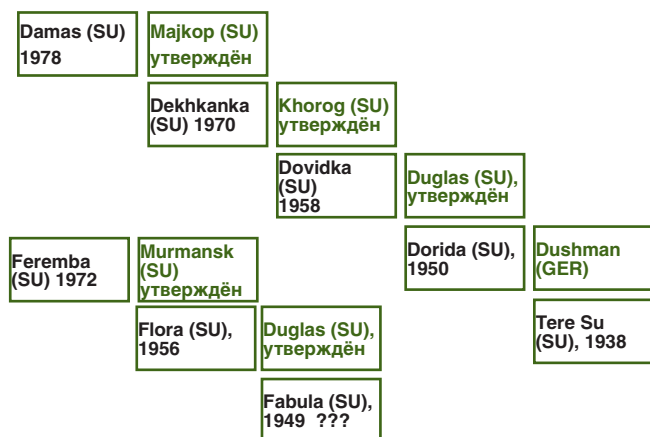 Damas (SU)
1978
Majkop (SU)
утверждён
Dekhkanka
(SU) 1970
Khorog (SU)
утверждён
Dovidka
(SU)
1958
Duglas (SU),
утверждён
Dorida (SU),
1950
Dushman
(GER)
Tere Su
(SU), 1938
Feremba
(SU) 1972
Murmansk
(SU)
утверждён
Flora (SU),
1956
Duglas (SU),
утверждён
Fabula (SU),
1949 ???